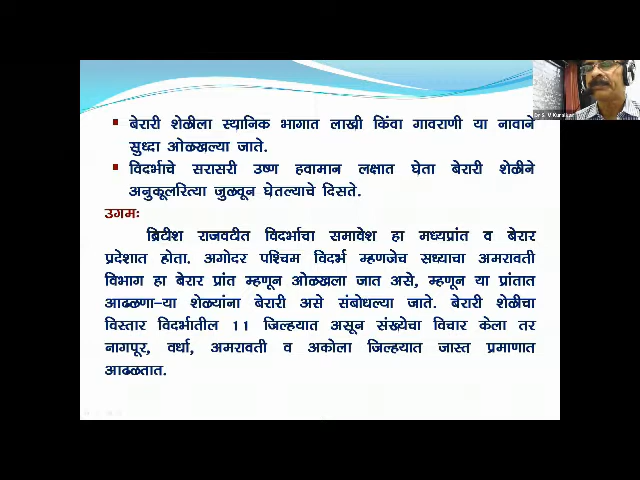 बेरारी शेळीला स्थानिक भागात लाखी किंवा गावराणी या नावाने
सुध्दा ओळखल्या जाते.
विदर्भाचे सरासरी उष्ण हवामान लक्षात घेता बेरारी शेळीने
अनुकूलरित्या जुळवून घेतल्याचे दिसते.
उगमः
ब्रिटीश राजवटीत विदर्भाचा समावेश हा मध्यप्रांत व बेरार
प्रदेशात होता. अगोदर पश्चिम विदर्भ म्हणजेच सध्याचा अमरावती
विभाग हा बेरार प्रांत म्हणून ओळखला जात असे, म्हणून या प्रांतात
आढळणा-या शेळ्यांना बेरारी असे संबोधल्या जाते. बेरारी शेळीचा
विस्तार विदर्भातील 11 जिल्हयात असून संख्येचा विचार केला तर
नागपूर, वर्धा, अमरावती व अकोला जिल्हयात जास्त प्रमाणात
आढळतात.
Dr S. V Kuralkar